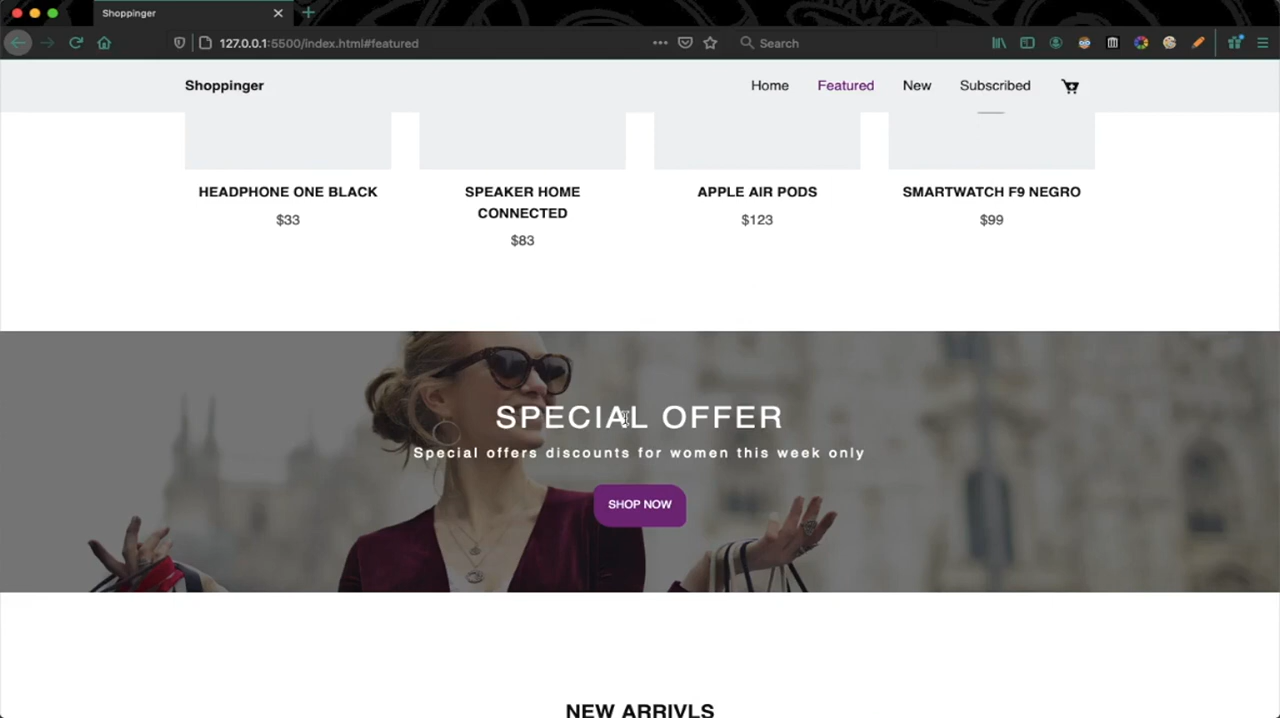 Shoppinger
127.0.0.1:5500/index.html#featured
Search
Shoppinger
Home Featured New Subscribed
HEADPHONE ONE BLACK
$33
SPEAKER HOME
CONNECTED
$83
APPLE AIR PODS
$123
SMARTWATCH F9 NEGRO
$99
SPECIAL OFFER
Special offers discounts for women this week only
SHOP NOW
NEW ARRIVLS